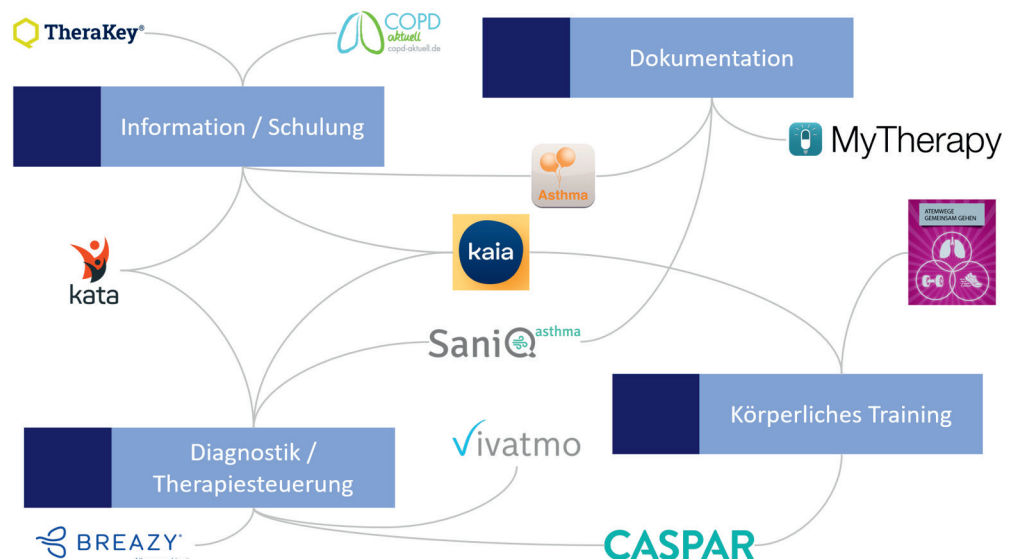 TheraKey®
COPD
aktuell
copd-aktuell.de
Dokumentation
Information / Schulung
MyTherapy
Asthma
ATEMWEGE
GEMEINSAM GEHEN
kaia
kata
SaniQ asthma
Körperliches Training
Diagnostik /
Therapiesteuerung
Vivatmo
BREAZY
CASPAR